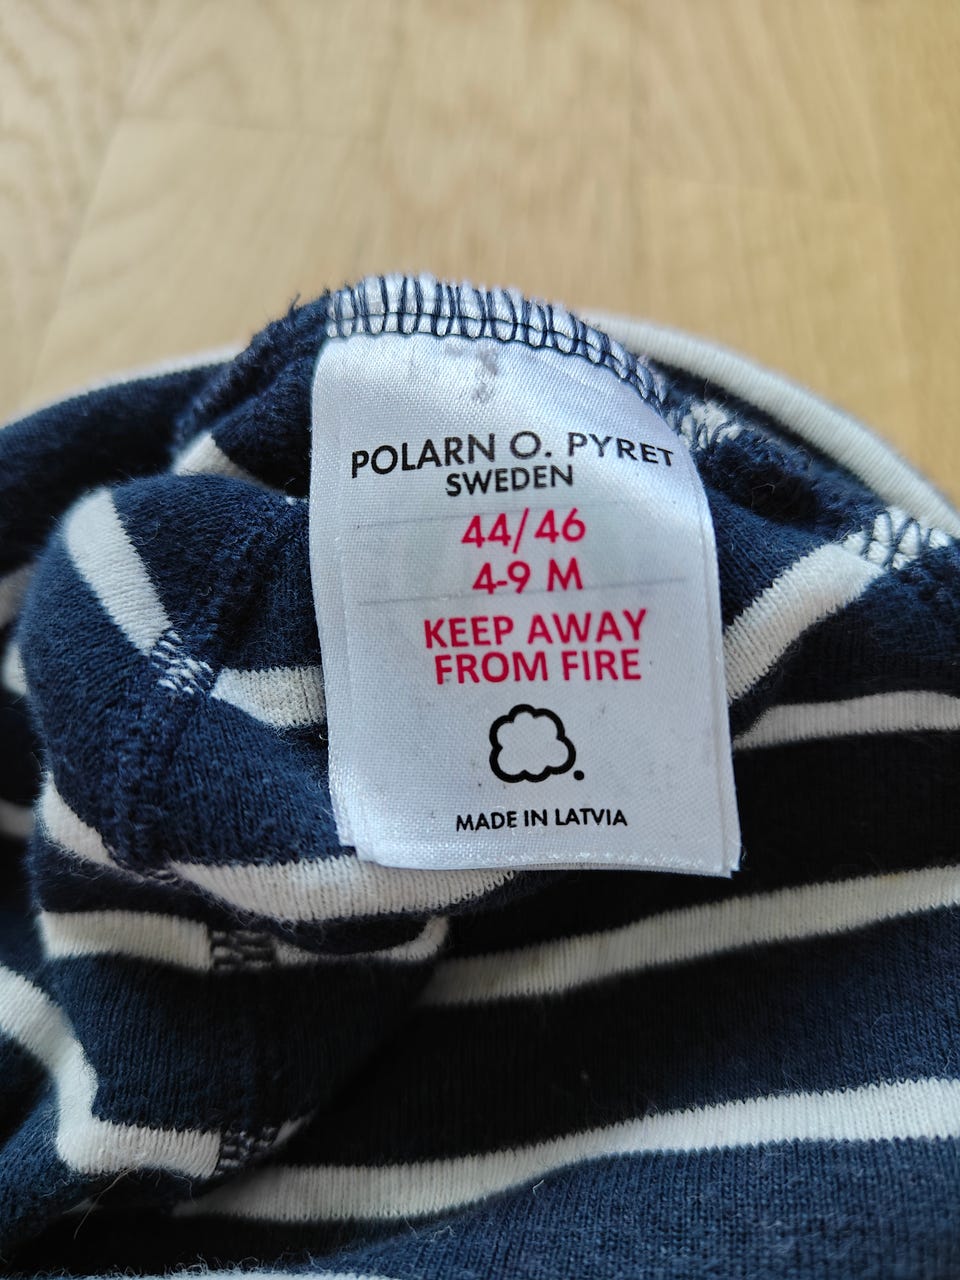 POLARN O. PYRET
SWEDEN
44/46
4-9 M
KEEP AWAY
FROM FIRE
MADE IN LATVIA